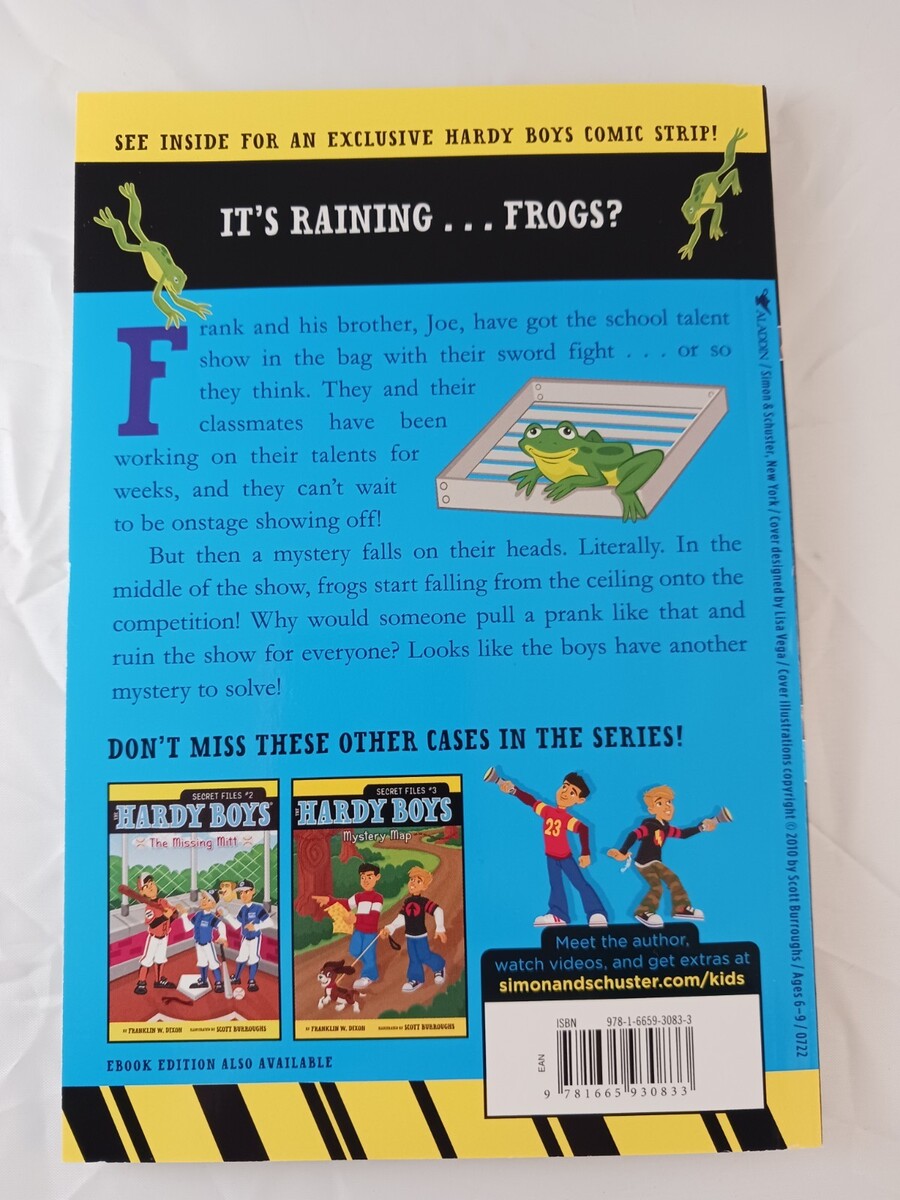 SEE INSIDE FOR AN EXCLUSIVE HARDY BOYS COMIC STRIP!
IT'S RAINING . . . FROGS?
Frank and his brother, Joe, have got the school talent
show in the bag with their sword fight . . . or so
they think. They and their
classmates have been
working on their talents for
weeks, and they can't wait
to be onstage showing off!
But then a mystery falls on their heads. Literally. In the
middle of the show, frogs start falling from the ceiling onto the
competition! Why would someone pull a prank like that and
ruin the show for everyone? Looks like the boys have another
mystery to solve!
DON'T MISS THESE OTHER CASES IN THE SERIES!
SECRET FILES #2
THE HARDY BOYS
The Missing Mitt
BY FRANKLIN W. DIXON ILLUSTRATED BY SCOTT BURROUGHS
SECRET FILES #3
THE HARDY BOYS
Mystery Map
BY FRANKLIN W. DIXON ILLUSTRATED BY SCOTT BURROUGHS
23
Meet the author,
watch videos, and get extras at
simonandschuster.com/kids
ISBN 978-1-6659-3083-3
EAN
9 781665 930833
EBOOK EDITION ALSO AVAILABLE
ALADDIN / Simon & Schuster, New York / Cover designed by Lisa Vega / Cover illustrations copyright © 2010 by Scott Burroughs / Ages 6–9 / 0722